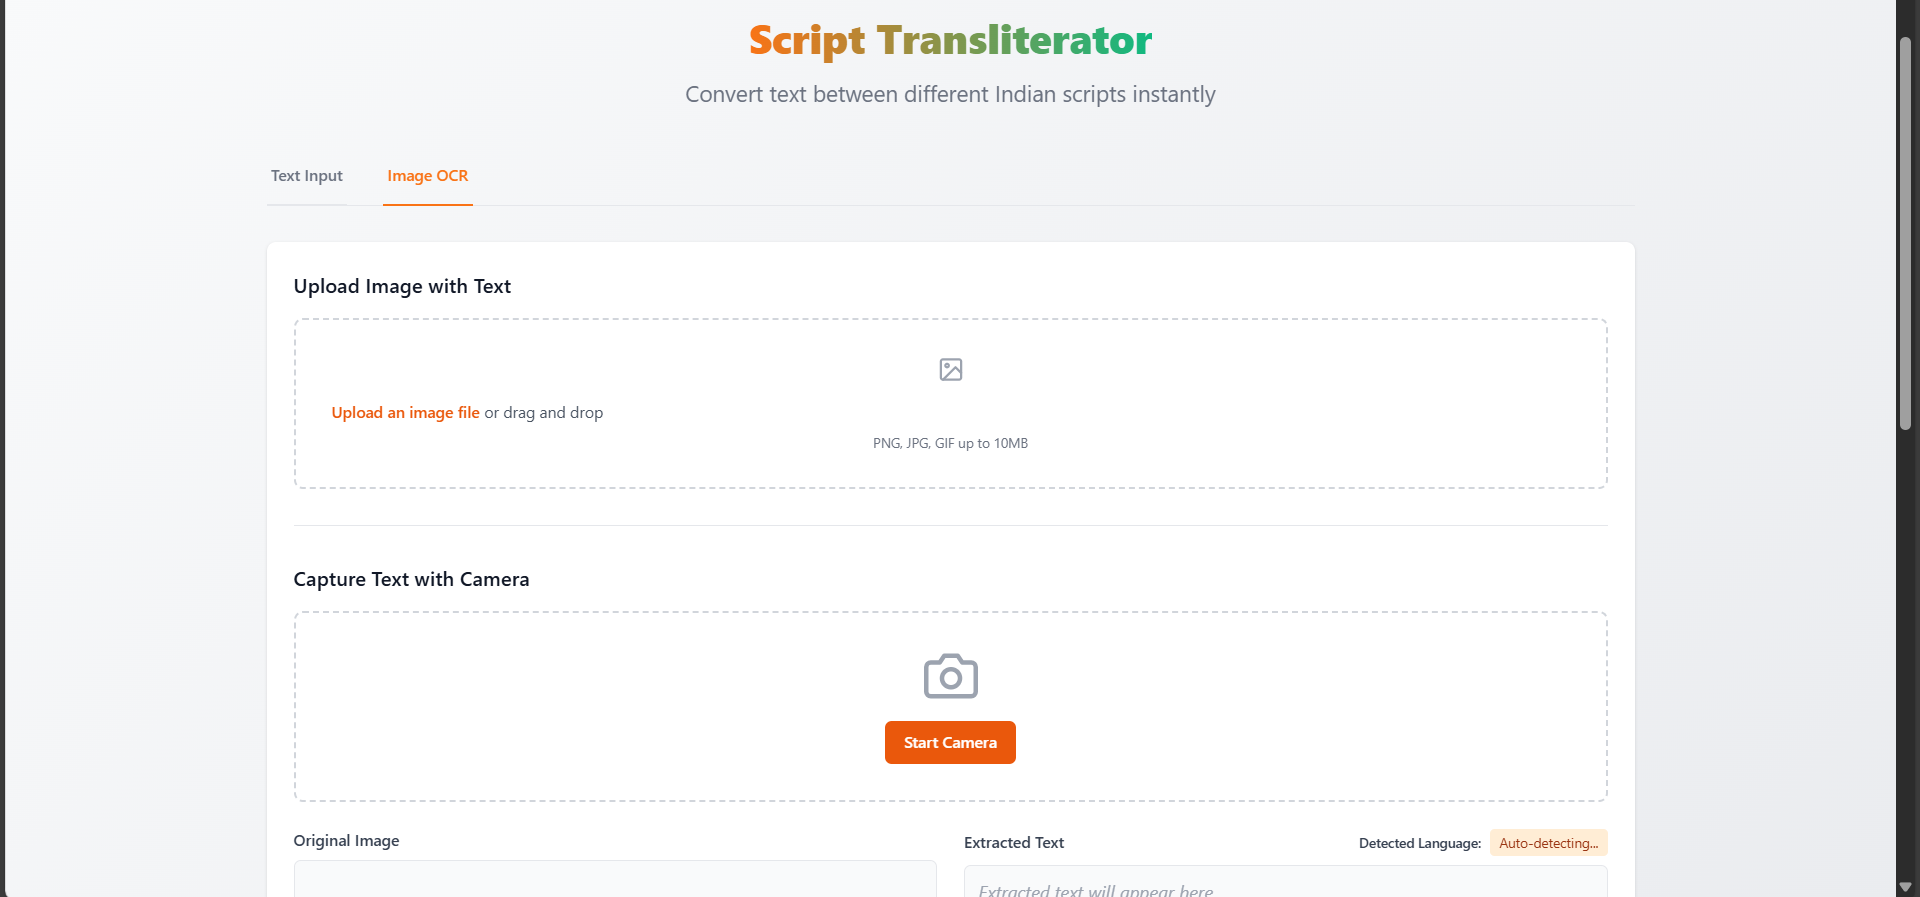 Script Transliterator
Convert text between different Indian scripts instantly
Text Input
Image OCR
Upload Image with Text
Upload an image file or drag and drop
PNG, JPG, GIF up to 10MB
Capture Text with Camera
Start Camera
Original Image
Extracted Text
Detected Language: Auto-detecting...
Extracted text will appear here